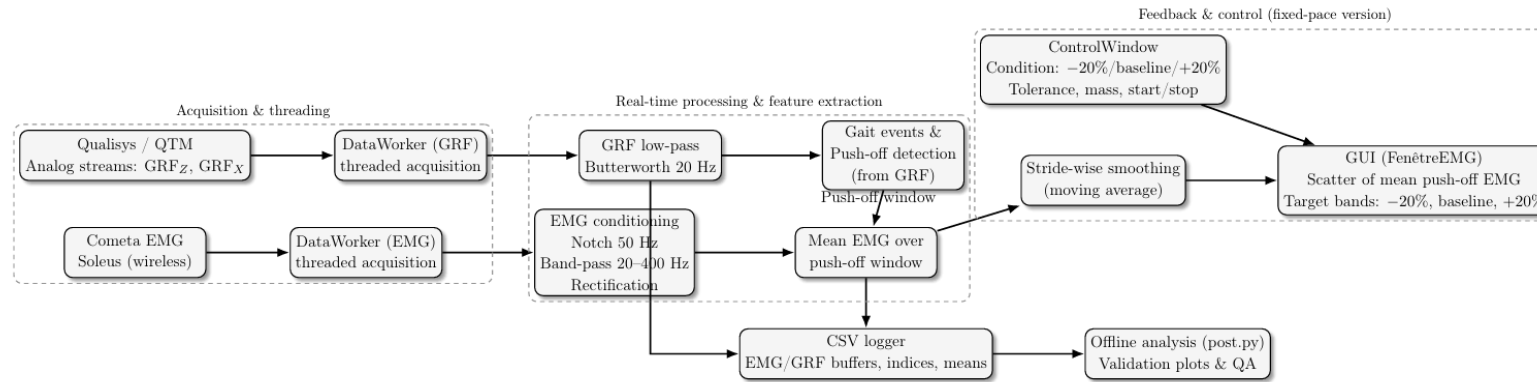 Feedback & control (fixed-pace version)
ControlWindow
Condition: −20%/baseline/+20%
Tolerance, mass, start/stop
Acquisition & threading
Real-time processing & feature extraction
Qualisys / QTM
Analog streams: GRF_Z, GRF_X
DataWorker (GRF)
threaded acquisition
GRF low-pass
Butterworth 20 Hz
Gait events &
Push-off detection
(from GRF)
Push-off window
Stride-wise smoothing
(moving average)
GUI (FenêtreEMG)
Scatter of mean push-off EMG
Target bands: −20%, baseline, +20%
Cometa EMG
Soleus (wireless)
DataWorker (EMG)
threaded acquisition
EMG conditioning
Notch 50 Hz
Band-pass 20–400 Hz
Rectification
Mean EMG over
push-off window
CSV logger
EMG/GRF buffers, indices, means
Offline analysis (post.py)
Validation plots & QA